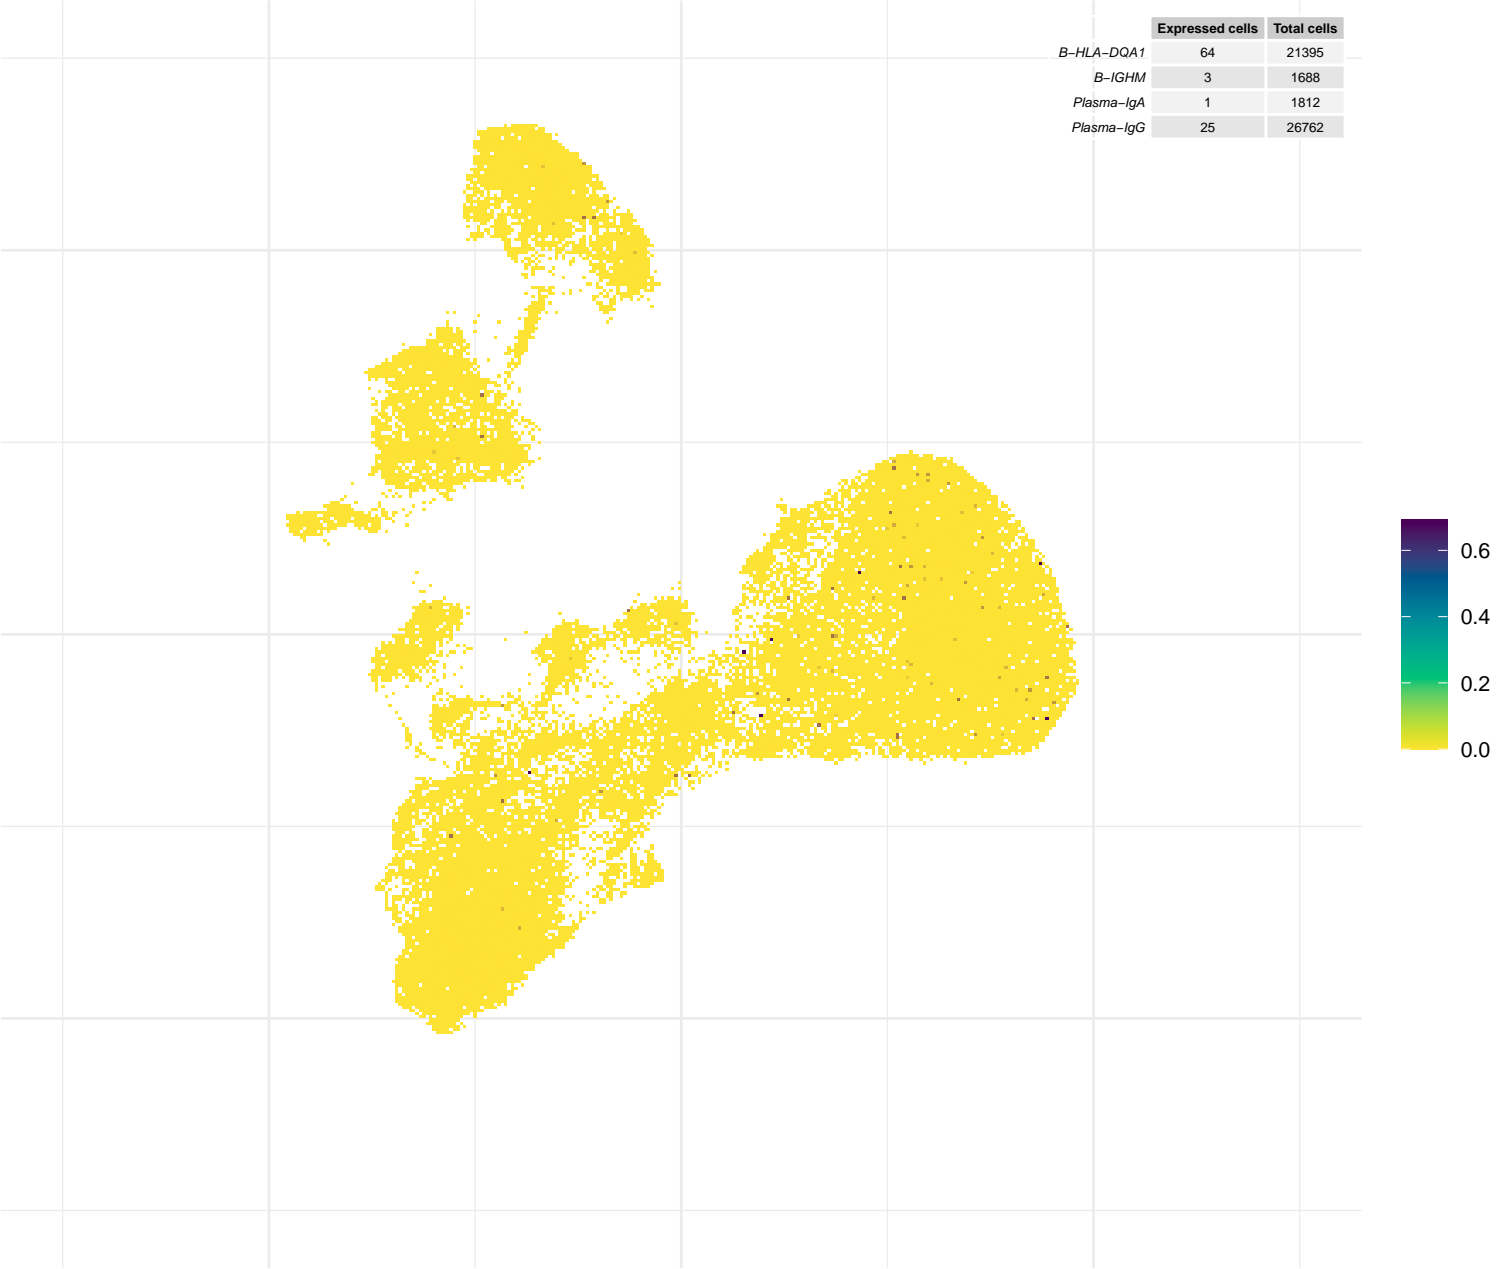 Expressed cells Total cells
B−HLA−DQA1 64 21395
B−IGHM 3 1688
Plasma−IgA 1 1812
Plasma−IgG 25 26762
0.6
0.4
0.2
0.0